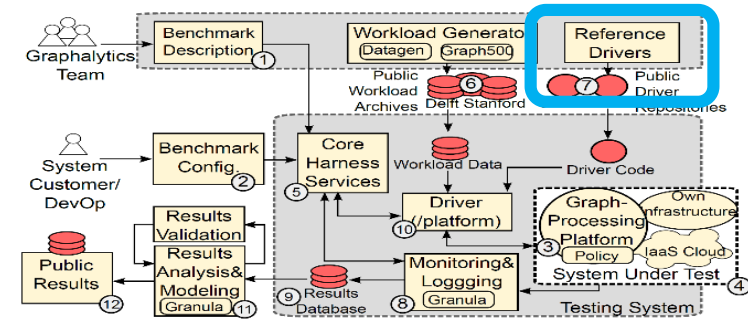 Graphalytics
Team
Benchmark
Description
1
Workload Generator
Datagen
Graph500
Reference
Drivers
Public
Workload
Archives
6
Delft Stanford
7
Public
Driver
Repositories
System
Customer/
DevOp
Benchmark
Config.
2
Core
Harness
Services
5
Workload Data
Driver Code
Driver
(/platform)
10
Graph-
Processing
Platform
3
Policy
Own
Infrastructure
IaaS Cloud
System Under Test
4
Results
Validation
Results
Analysis&
Modeling
Granula
11
Public
Results
12
9
Results
Database
Monitoring&
Loggging
8
Granula
Testing System